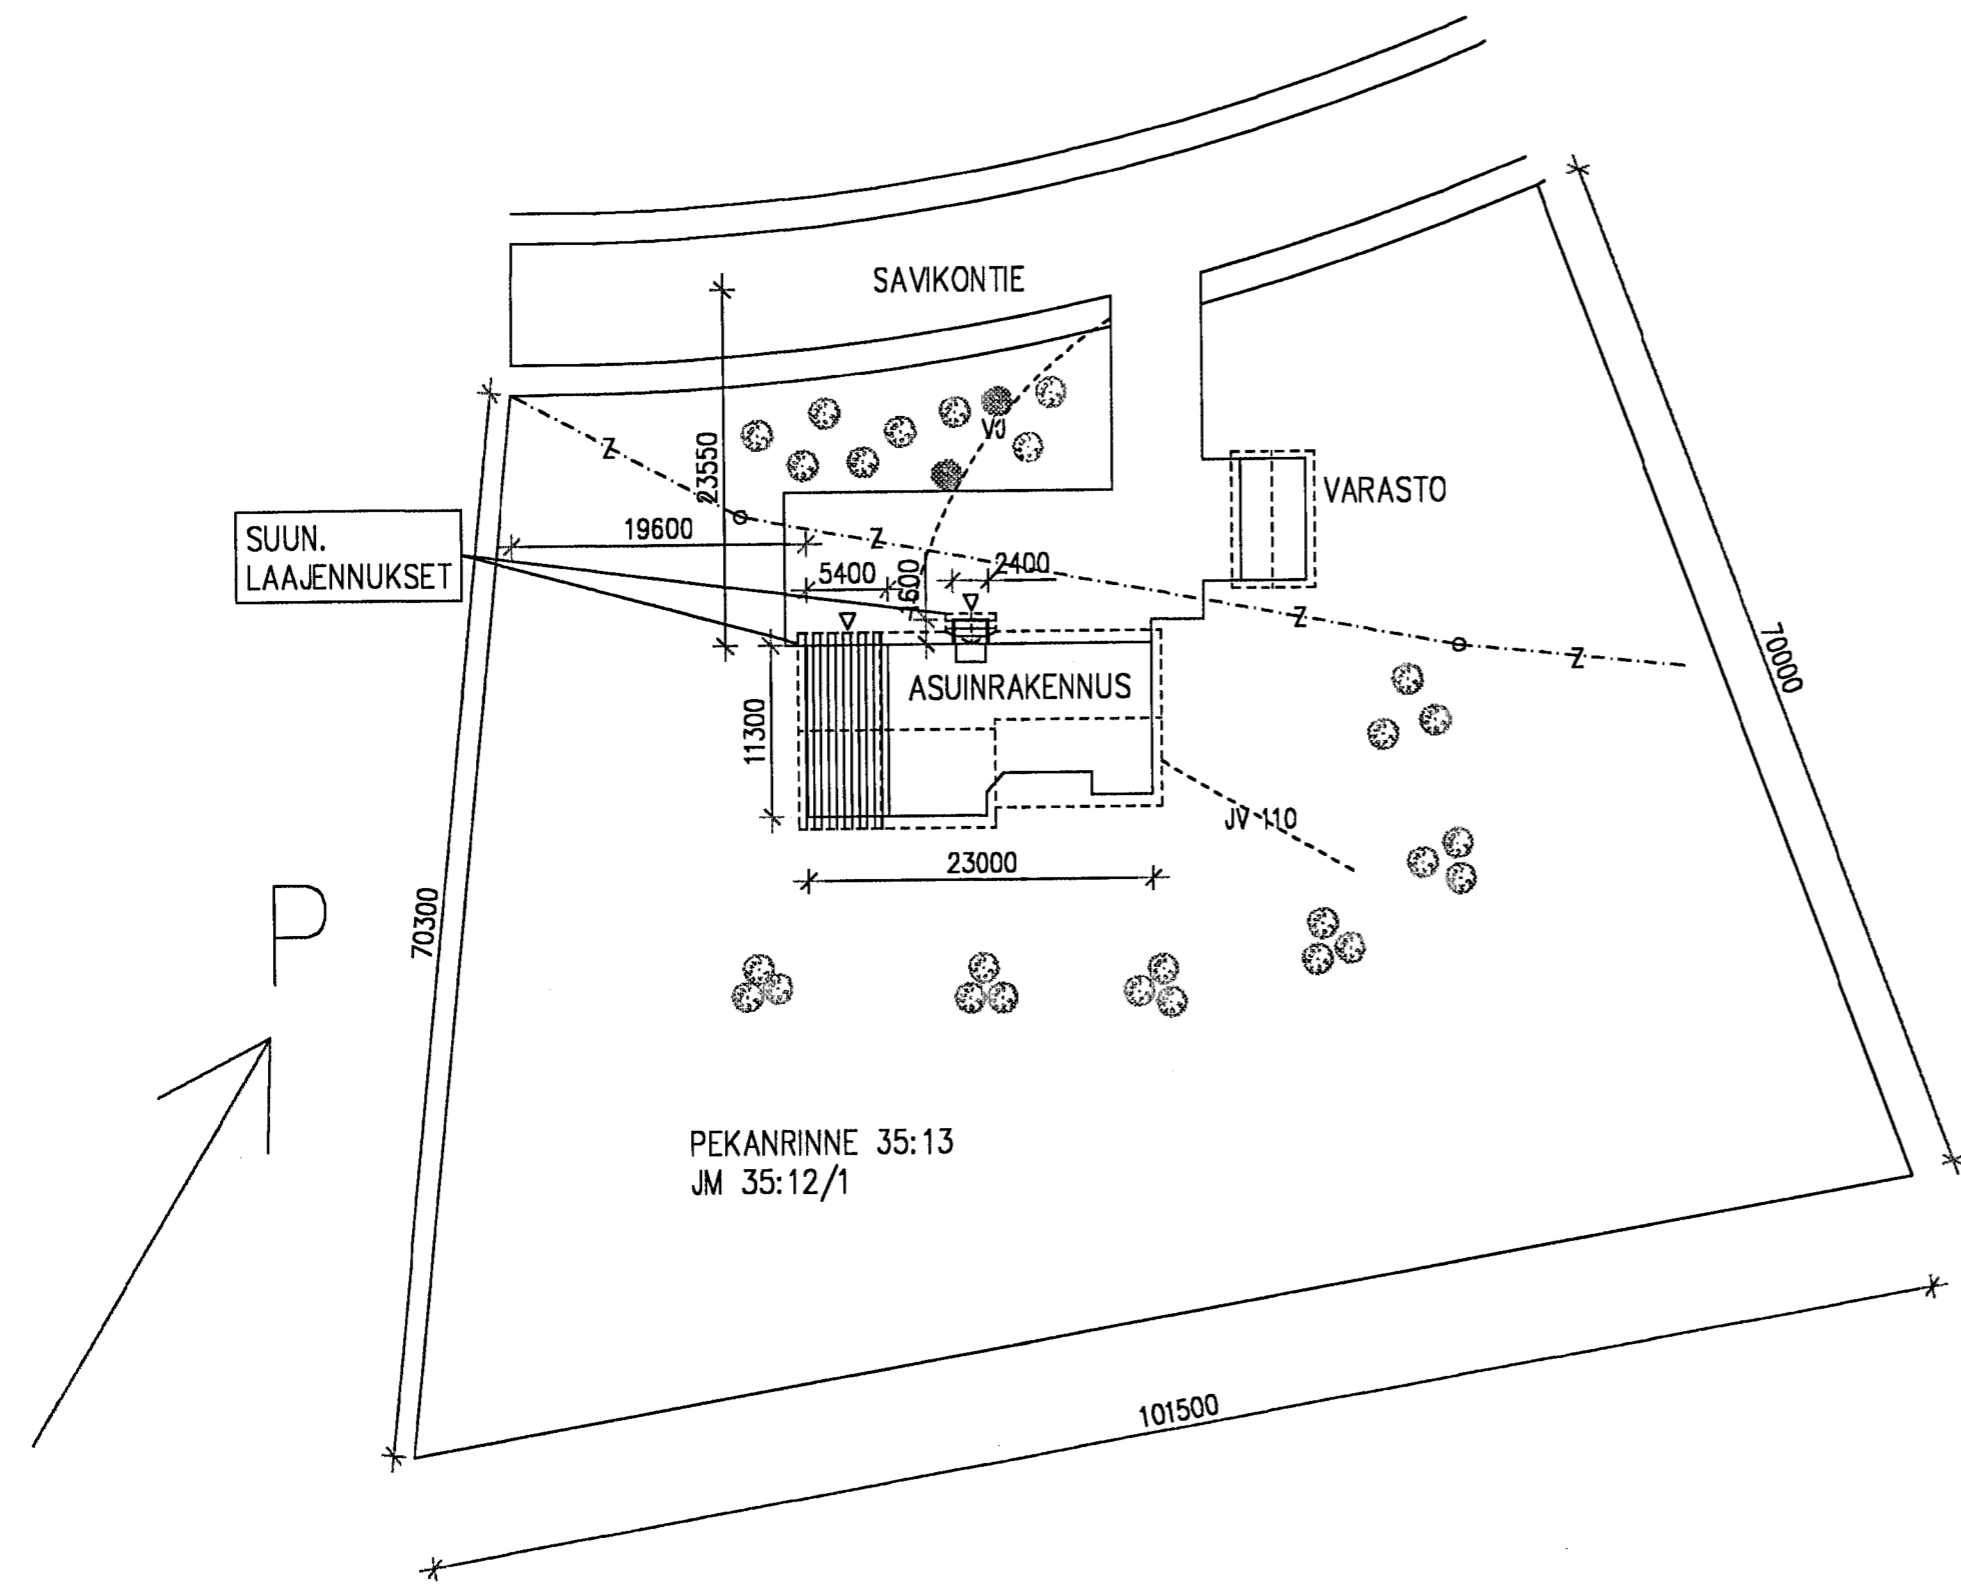 SAVIKONTIE
Z
VJ
23550
VARASTO
SUUN.
LAAJENNUKSET
19600
Z
5400
1600
2400
Z
Z
70000
ASUINRAKENNUS
11300
JV 110
23000
70300
P
PEKANRINNE 35:13
JM 35:12/1
101500